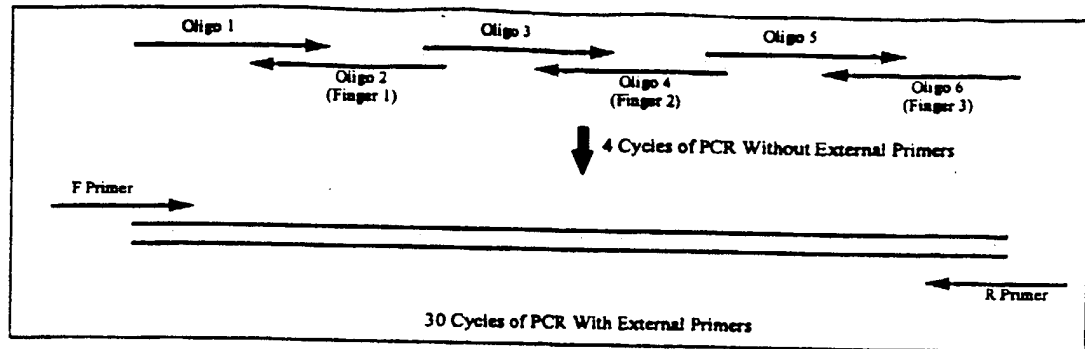 Oligo 1
Oligo 3
Oligo 5
Oligo 2
(Finger 1)
Oligo 4
(Finger 2)
Oligo 6
(Finger 3)
4 Cycles of PCR Without External Primers
F Primer
R Primer
30 Cycles of PCR With External Primers